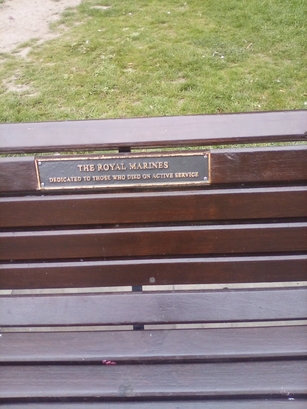 THE ROYAL MARINES
DEDICATED TO THOSE WHO DIED ON ACTIVE SERVICE